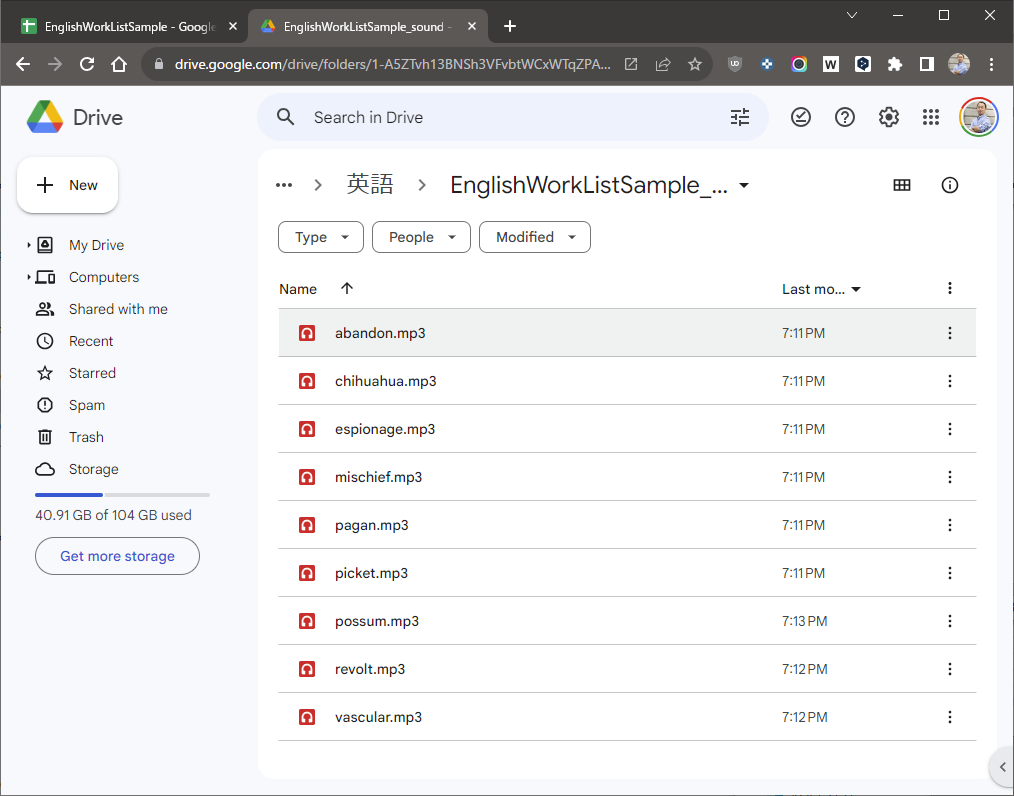 EnglishWorkListSample - Google
EnglishWorkListSample_sound -
drive.google.com/drive/folders/1-A5ZTvh13BNSh3VFvbtWCxWTqZPA...
UD
W
Drive
Search in Drive
New
... 英語 EnglishWorkListSample_...
Type People Modified
My Drive
Computers
Shared with me
Recent
Starred
Spam
Trash
Storage
40.91 GB of 104 GB used
Get more storage
Name Last mo...
abandon.mp3 7:11 PM
chihuahua.mp3 7:11 PM
espionage.mp3 7:11 PM
mischief.mp3 7:11 PM
pagan.mp3 7:11 PM
picket.mp3 7:11 PM
possum.mp3 7:13 PM
revolt.mp3 7:12 PM
vascular.mp3 7:12 PM